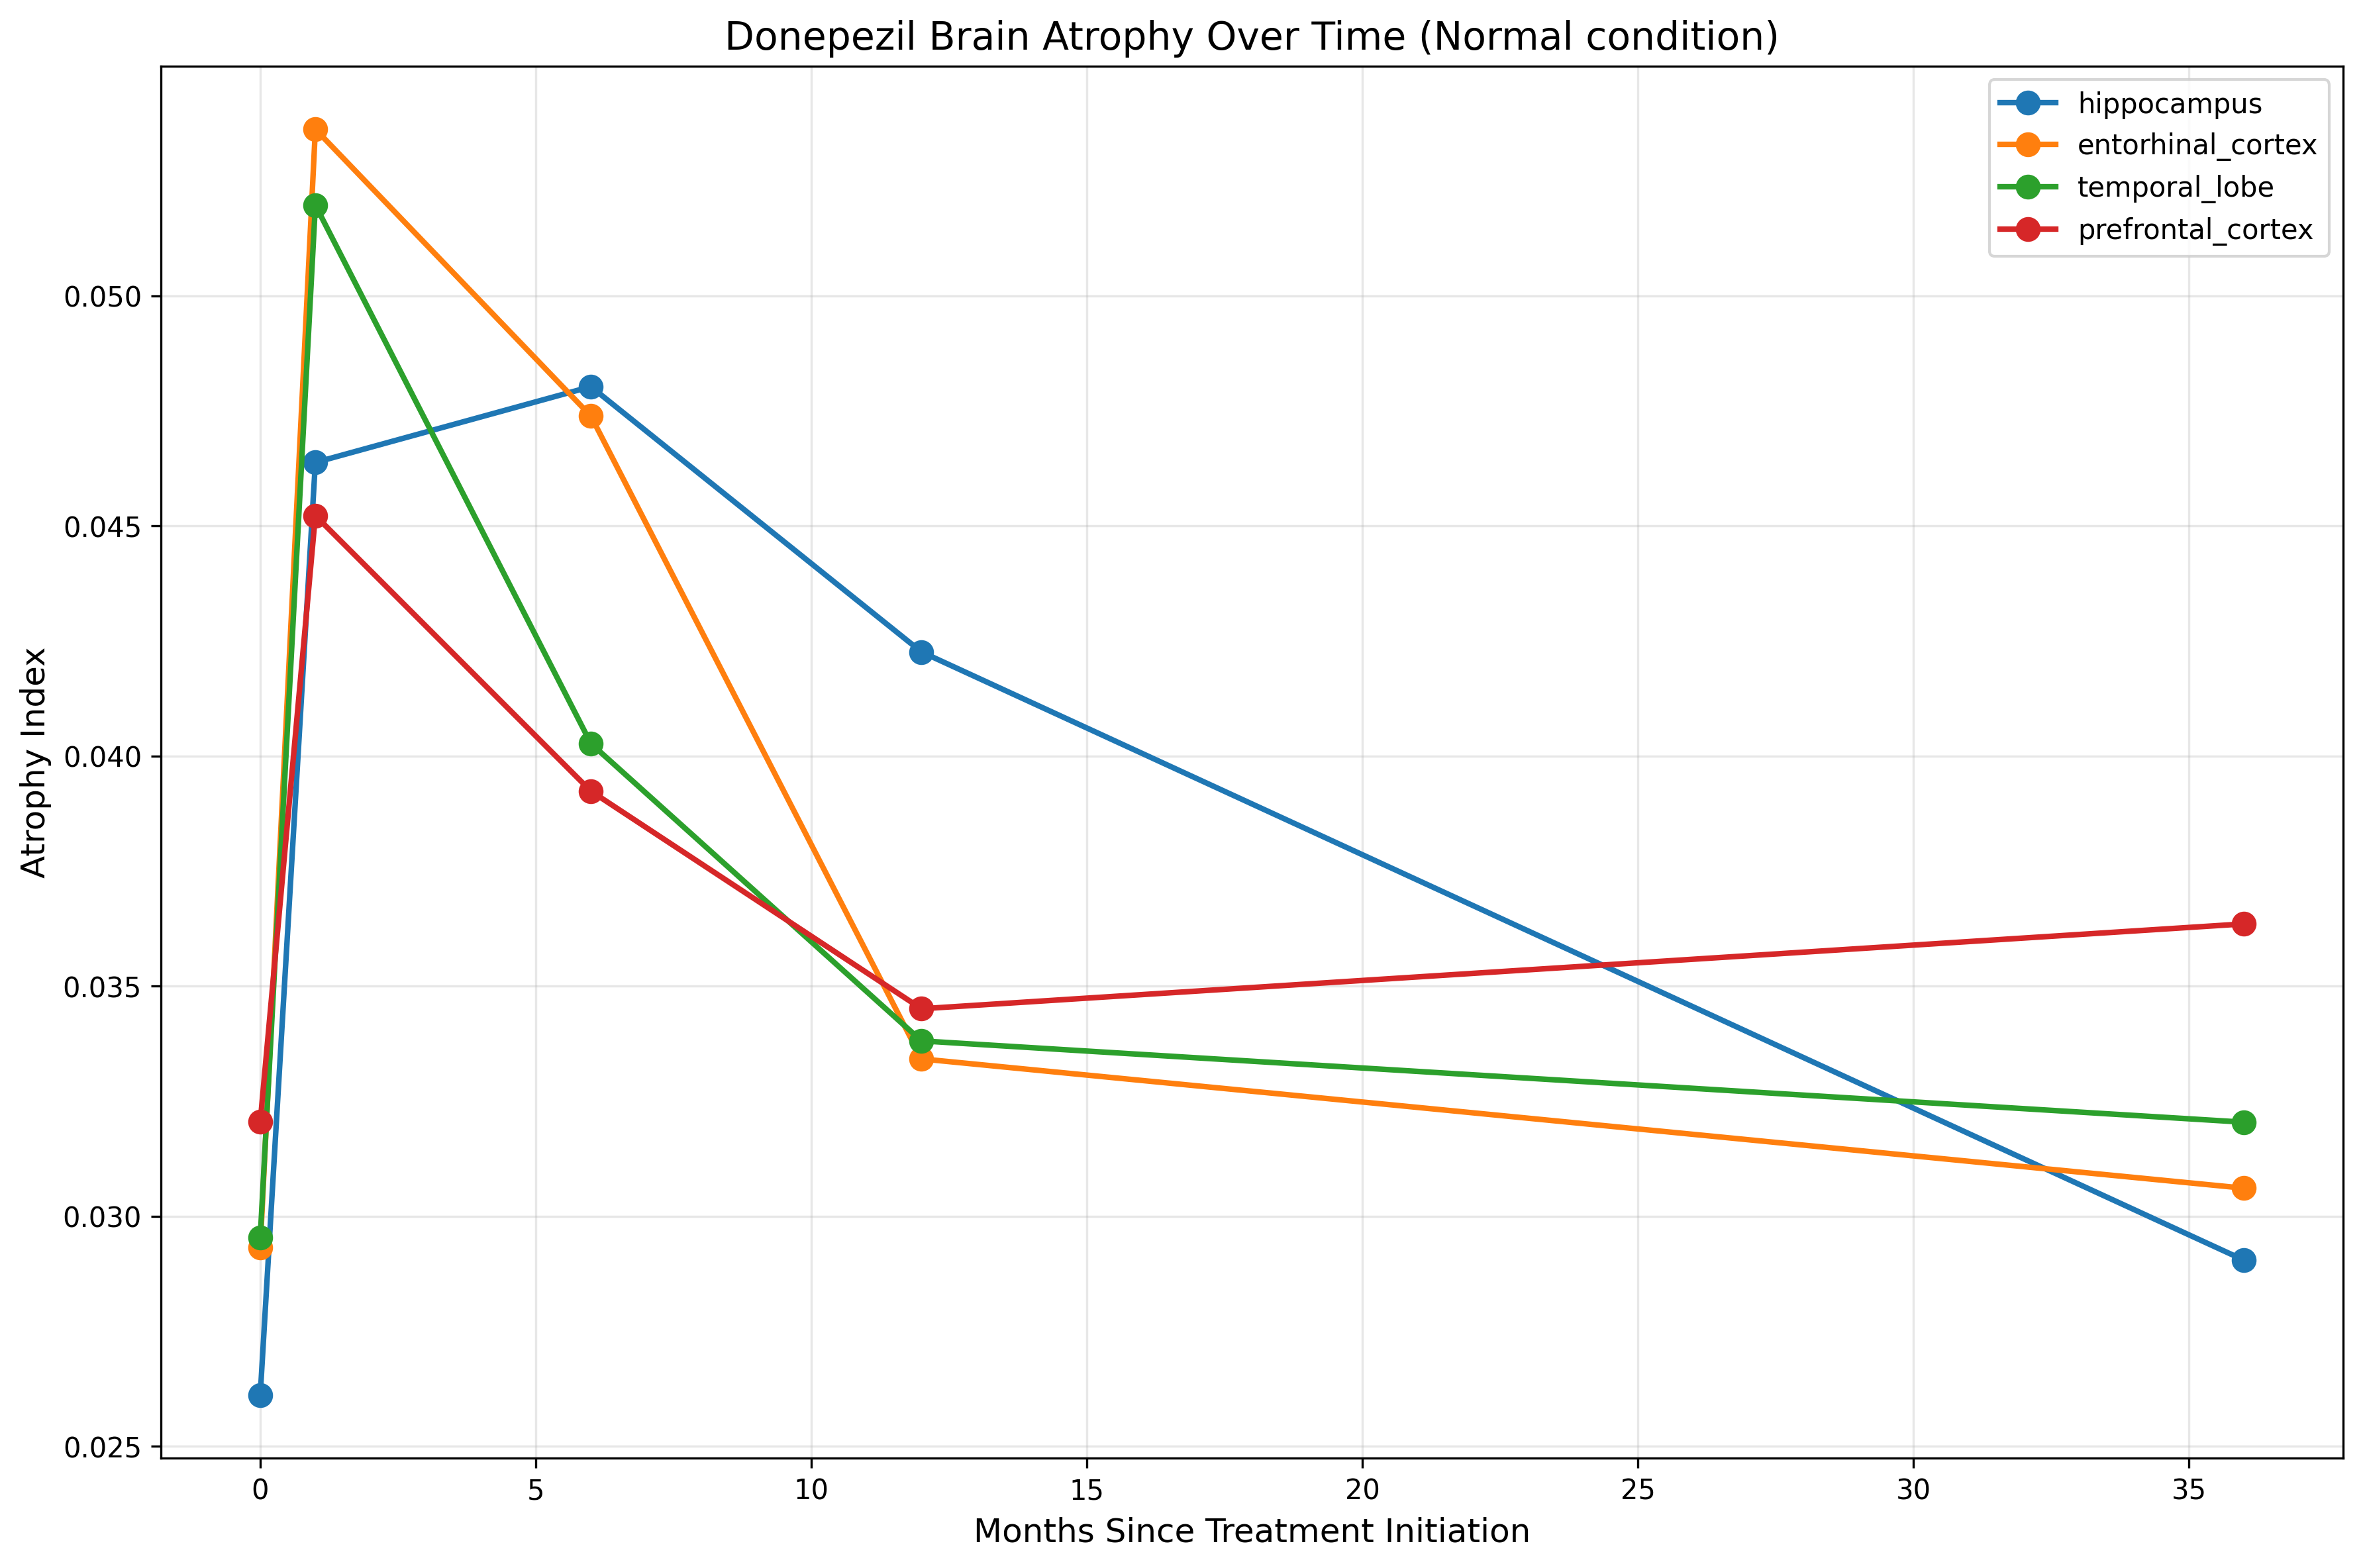 Donepezil Brain Atrophy Over Time (Normal condition)
hippocampus
entorhinal_cortex
temporal_lobe
prefrontal_cortex
Atrophy Index
0.050
0.045
0.040
0.035
0.030
0.025
0 5 10 15 20 25 30 35
Months Since Treatment Initiation